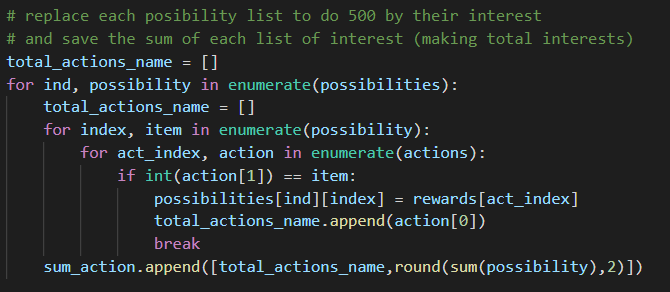 # replace each posibility list to do 500 by their interest
# and save the sum of each list of interest (making total interests)
total_actions_name = []
for ind, possibility in enumerate(possibilities):
    total_actions_name = []
    for index, item in enumerate(possibility):
        for act_index, action in enumerate(actions):
            if int(action[1]) == item:
                possibilities[ind][index] = rewards[act_index]
                total_actions_name.append(action[0])
                break
    sum_action.append([total_actions_name,round(sum(possibility),2)])